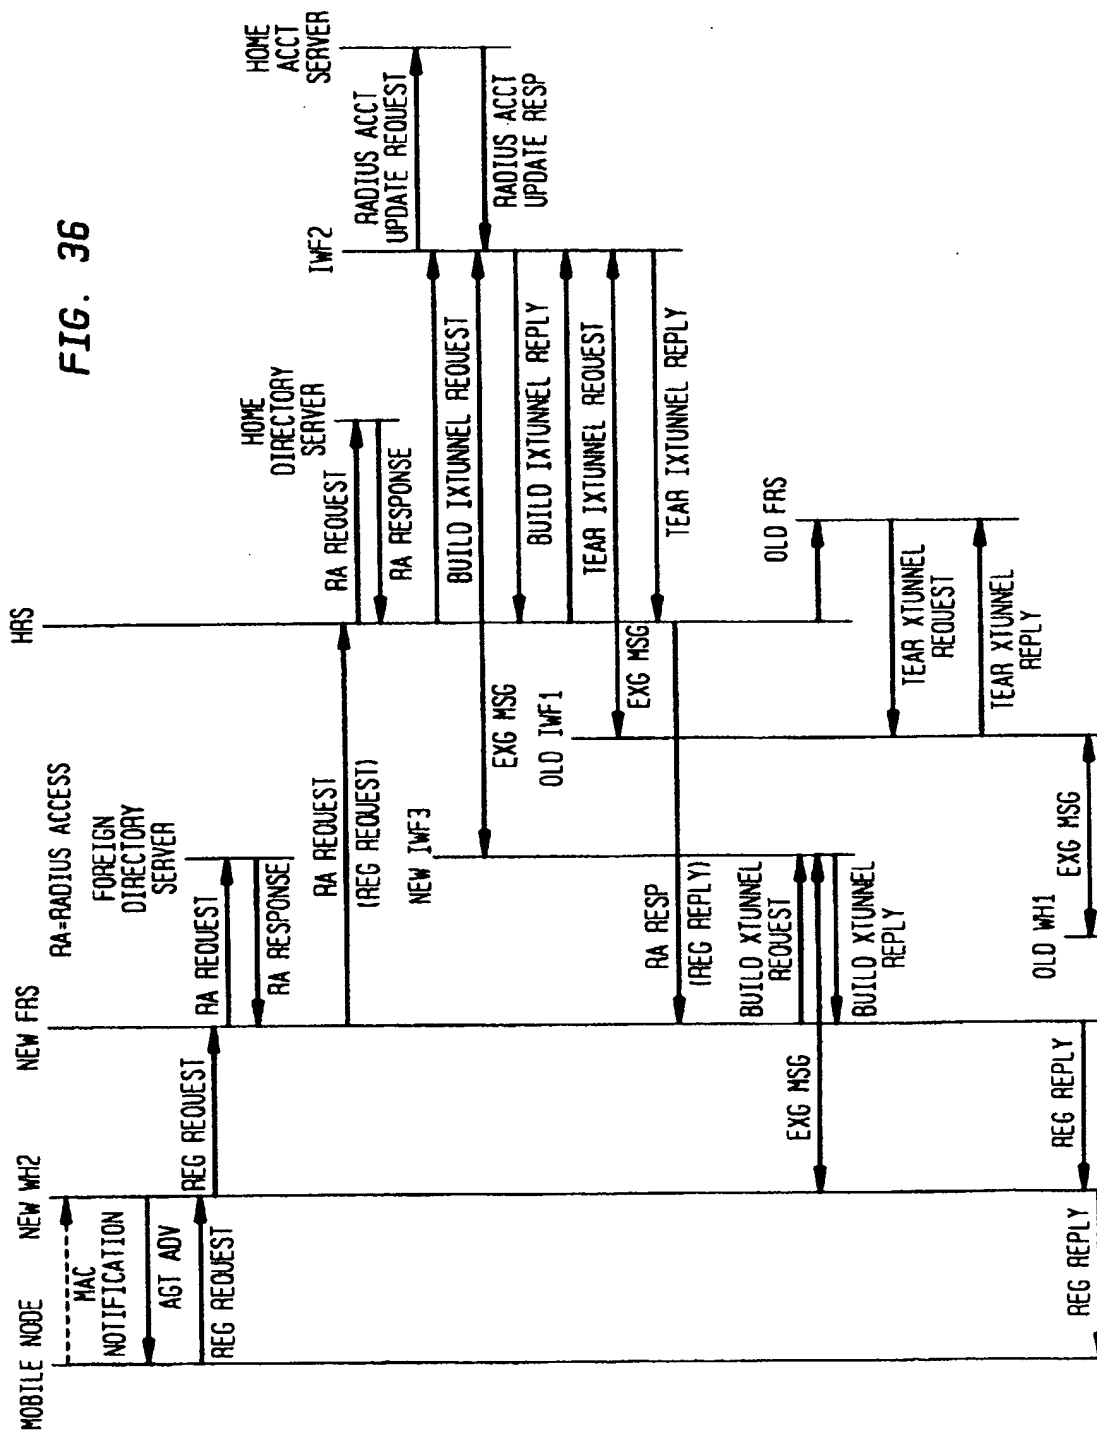 FIG. 36
RA=RADIUS ACCESS
MOBILE NODE
NEW WH2
NEW FRS
FOREIGN
DIRECTORY
SERVER
HRS
HOME
DIRECTORY
SERVER
IWF2
HOME
ACCT
SERVER
MAC
NOTIFICATION
AGT ADV
REG REQUEST
REG REQUEST
RA REQUEST
RA RESPONSE
RA REQUEST
(REG REQUEST)
RA REQUEST
RA RESPONSE
RADIUS ACCT
UPDATE REQUEST
RADIUS ACCT
UPDATE RESP
BUILD IXTUNNEL REQUEST
NEW IWF3
EXG MSG
BUILD IXTUNNEL REPLY
OLD IWF1
TEAR IXTUNNEL REQUEST
EXG MSG
TEAR IXTUNNEL REPLY
RA RESP
(REG REPLY)
OLD FRS
BUILD XTUNNEL
REQUEST
EXG MSG
BUILD XTUNNEL
REPLY
TEAR XTUNNEL
REQUEST
TEAR XTUNNEL
REPLY
OLD WH1
EXG MSG
REG REPLY
REG REPLY